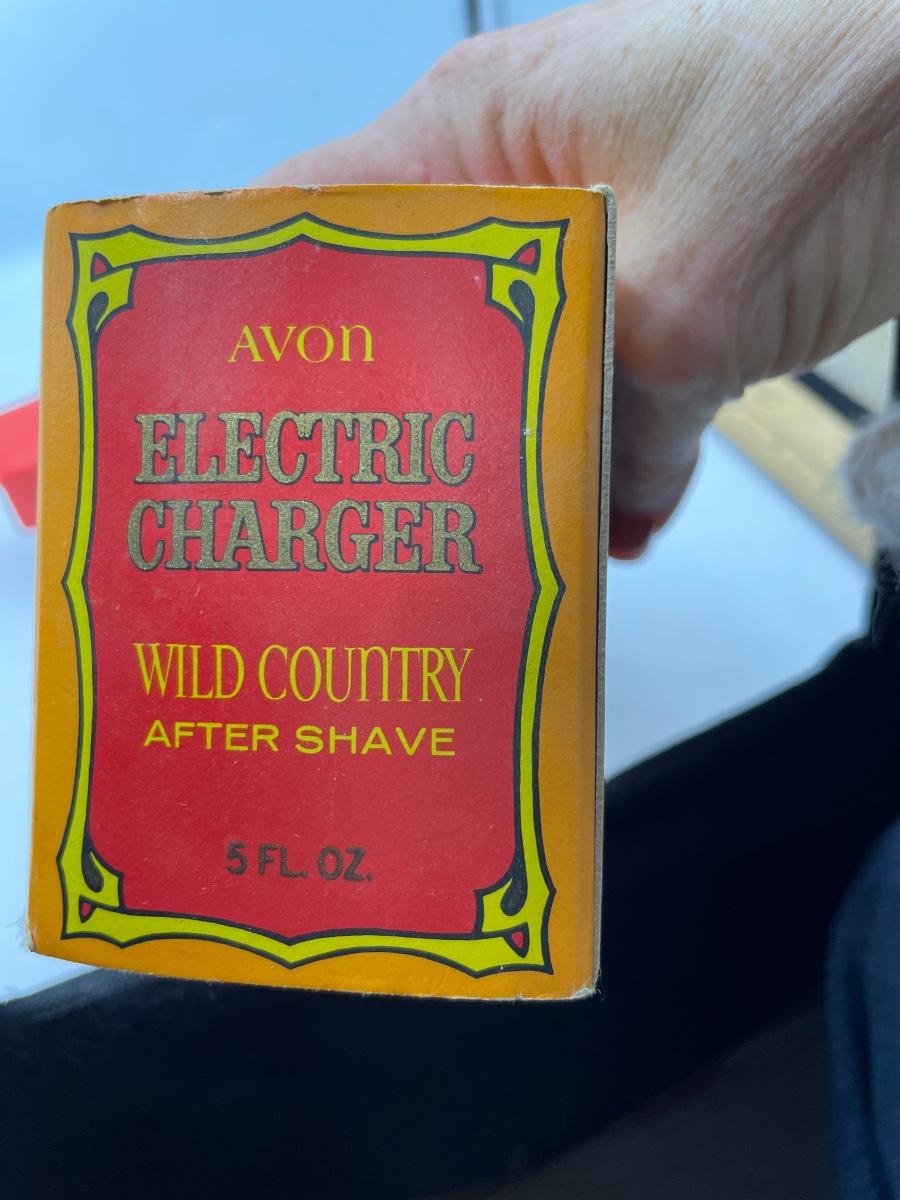 AVON
ELECTRIC
CHARGER
WILD COUNTRY
AFTER SHAVE
5 FL. OZ.